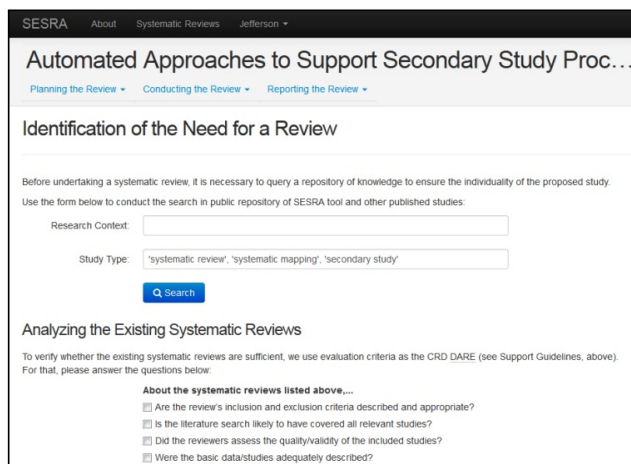 SESRA About Systematic Reviews Jefferson
Automated Approaches to Support Secondary Study Proc...
Planning the Review Conducting the Review Reporting the Review
Identification of the Need for a Review
Before undertaking a systematic review, it is necessary to query a repository of knowledge to ensure the individuality of the proposed study.
Use the form below to conduct the search in public repository of SESRA tool and other published studies:
Research Context:
Study Type: 'systematic review', 'systematic mapping', 'secondary study'
Search
Analyzing the Existing Systematic Reviews
To verify whether the existing systematic reviews are sufficient, we use evaluation criteria as the CRD DARE (see Support Guidelines, above).
For that, please answer the questions below:
About the systematic reviews listed above,...
Are the review's inclusion and exclusion criteria described and appropriate?
Is the literature search likely to have covered all relevant studies?
Did the reviewers assess the quality/validity of the included studies?
Were the basic data/studies adequately described?